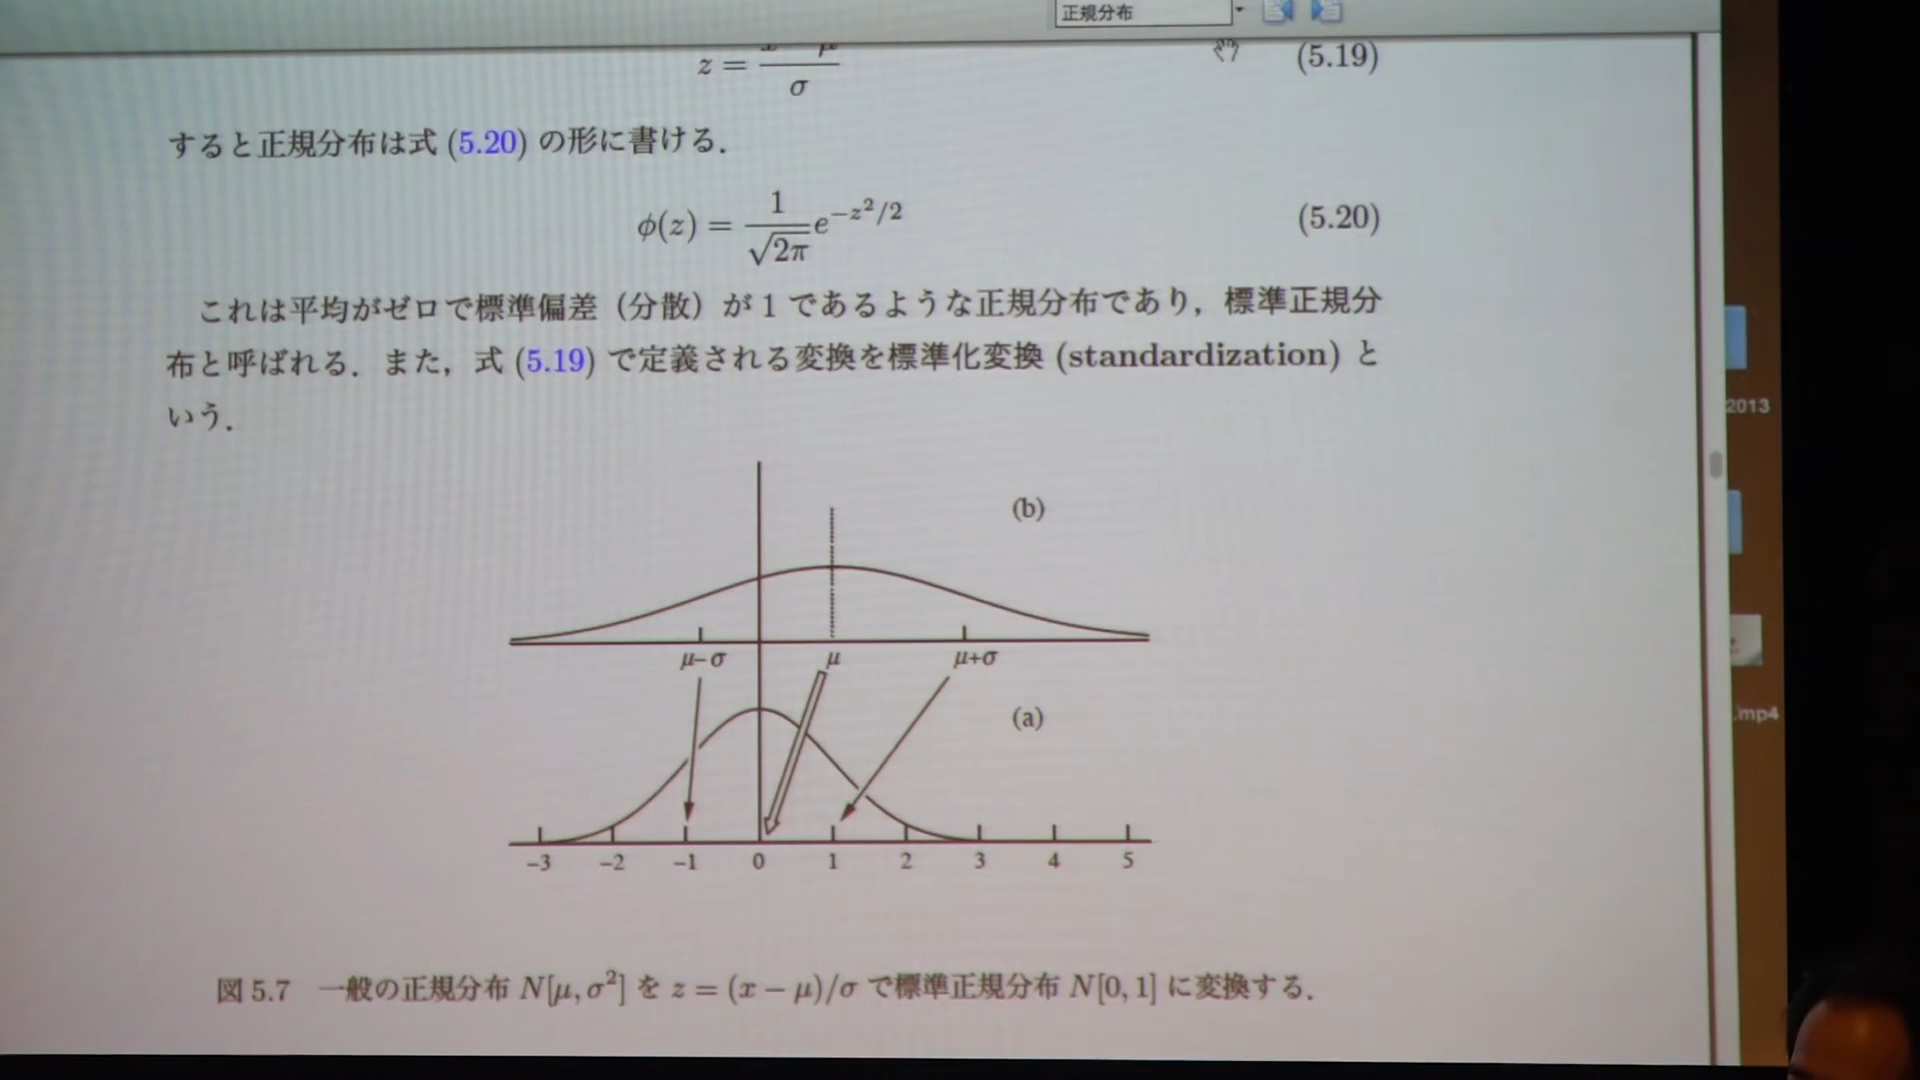 正規分布
z = x − μ / σ (5.19)
すると正規分布は式 (5.20) の形に書ける．
φ(z) = 1/√2π e^{−z²/2} (5.20)
これは平均がゼロで標準偏差（分散）が 1 であるような正規分布であり，標準正規分
布と呼ばれる．また，式 (5.19) で定義される変換を標準化変換 (standardization) と
いう．
2013
(b)
μ−σ μ μ+σ
(a)
.mp4
−3 −2 −1 0 1 2 3 4 5
図 5.7 一般の正規分布 N[μ, σ²] を z = (x − μ)/σ で標準正規分布 N[0, 1] に変換する．